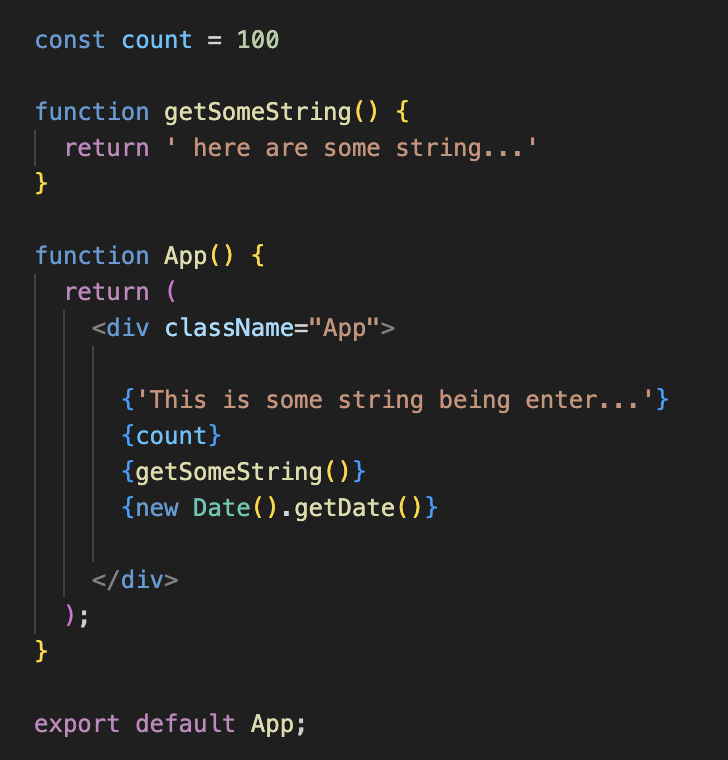 const count = 100
function getSomeString() {
return ' here are some string...'
}
function App() {
return (
<div className="App">
{'This is some string being enter...'}
{count}
{getSomeString()}
{new Date().getDate()}
</div>
);
}
export default App;